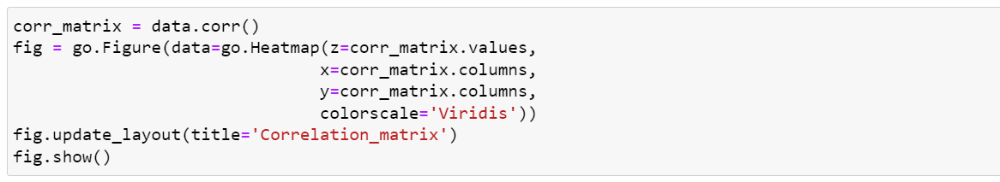 corr_matrix = data.corr()
fig = go.Figure(data=go.Heatmap(z=corr_matrix.values,
                                x=corr_matrix.columns,
                                y=corr_matrix.columns,
                                colorscale='Viridis'))
fig.update_layout(title='Correlation_matrix')
fig.show()